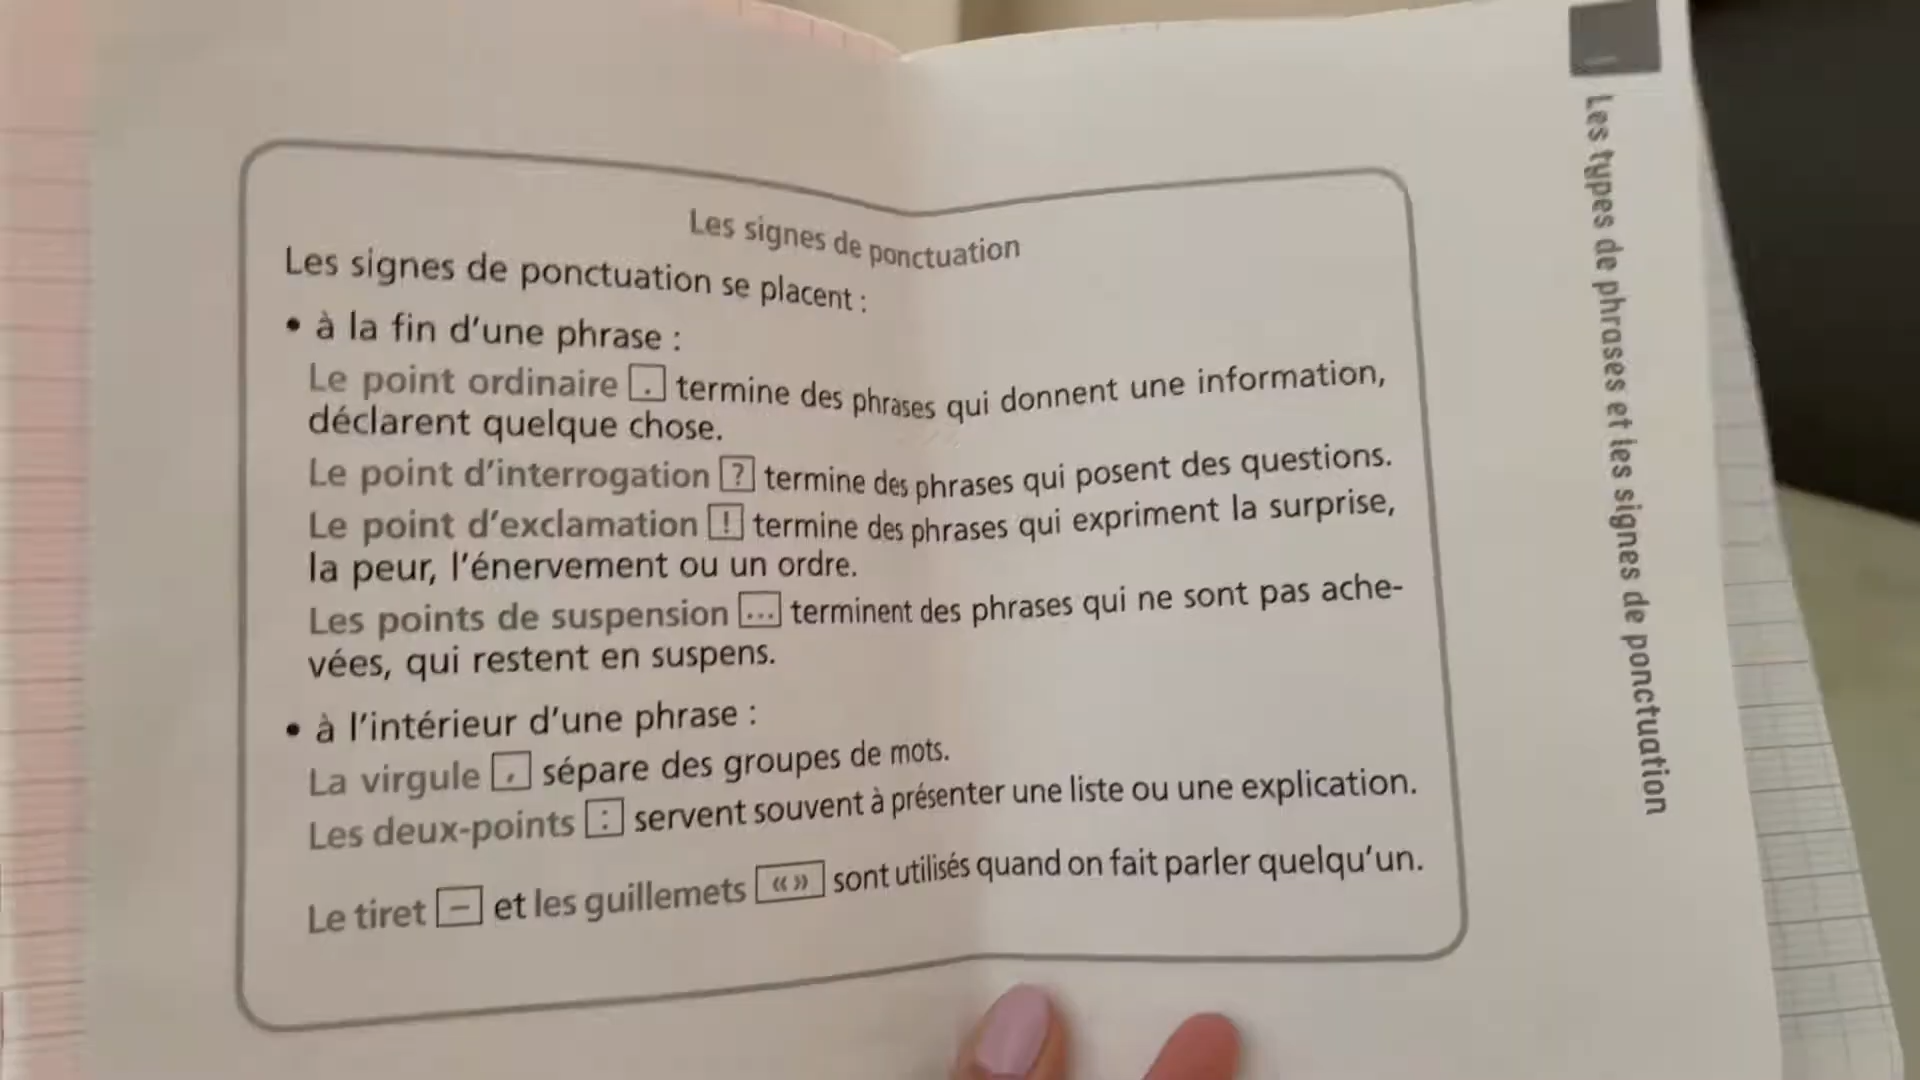 Les signes de ponctuation
Les signes de ponctuation se placent :
• à la fin d'une phrase :
Le point ordinaire . termine des phrases qui donnent une information,
déclarent quelque chose.
Le point d'interrogation ? termine des phrases qui posent des questions.
Le point d'exclamation ! termine des phrases qui expriment la surprise,
la peur, l'énervement ou un ordre.
Les points de suspension ... terminent des phrases qui ne sont pas ache-
vées, qui restent en suspens.
• à l'intérieur d'une phrase :
La virgule , sépare des groupes de mots.
Les deux-points : servent souvent à présenter une liste ou une explication.
Le tiret – et les guillemets «» sont utilisés quand on fait parler quelqu'un.
Les types de phrases et les signes de ponctuation